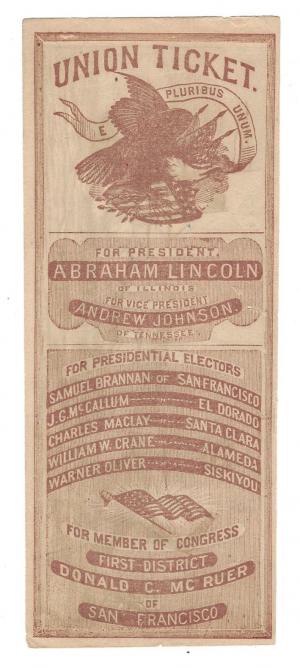 UNION TICKET.
E PLURIBUS UNUM.
FOR PRESIDENT,
ABRAHAM LINCOLN
OF ILLINOIS
FOR VICE PRESIDENT
ANDREW JOHNSON.
OF TENNESSEE.
FOR PRESIDENTIAL ELECTORS
SAMUEL BRANNAN OF SAN FRANCISCO
J.G. McCALLUM EL DORADO
CHARLES MACLAY SANTA CLARA
WILLIAM W. CRANE ALAMEDA
WARNER OLIVER SISKIYOU
FOR MEMBER OF CONGRESS
FIRST DISTRICT
DONALD C. McRUER
OF
SAN FRANCISCO